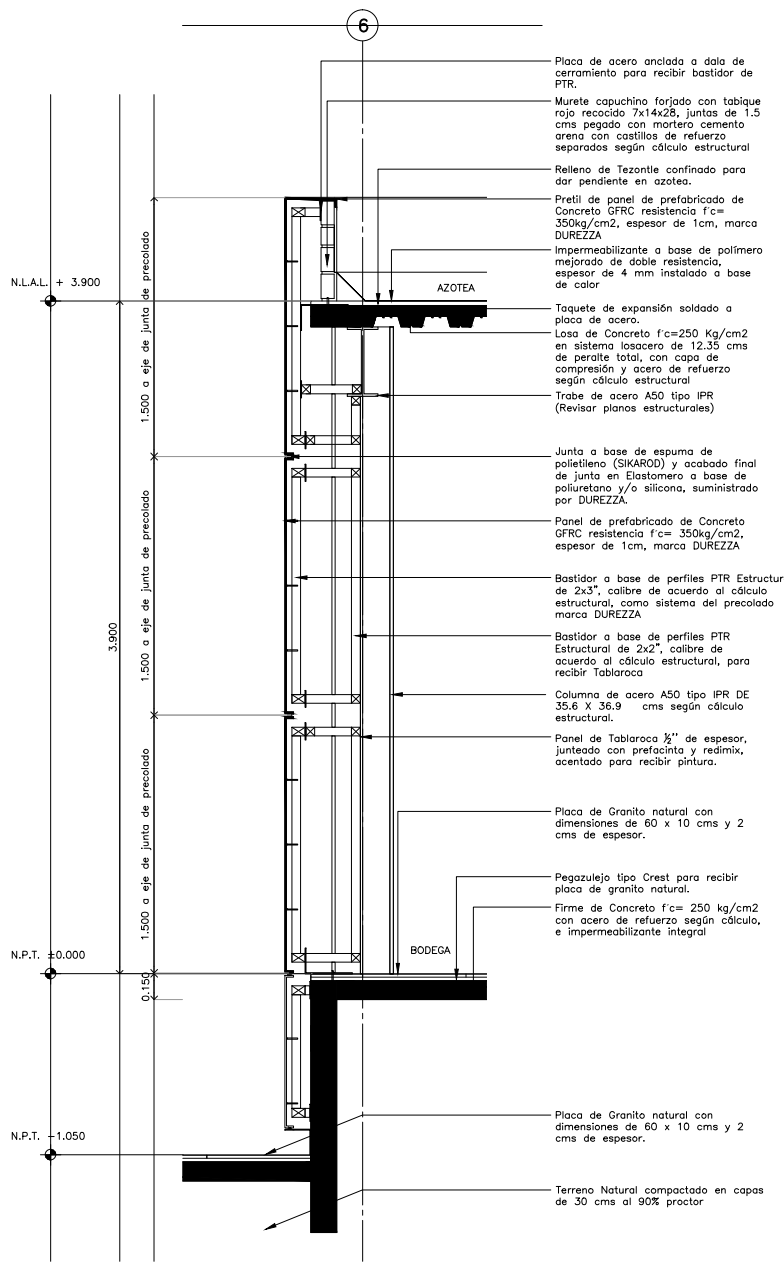 6
Placa de acero anclada a dala de
cerramiento para recibir bastidor de
PTR.
Murete capuchino forjado con tabique
rojo recocido 7x14x28, juntas de 1.5
cms pegado con mortero cemento
arena con castillos de refuerzo
separados según cálculo estructural
Relleno de Tezontle confinado para
dar pendiente en azotea.
Pretil de panel de prefabricado de
Concreto GFRC resistencia f'c=
350kg/cm2, espesor de 1cm, marca
DUREZZA
Impermeabilizante a base de polímero
mejorado de doble resistencia,
espesor de 4 mm instalado a base
de calor
N.L.A.L. + 3.900
AZOTEA
Taquete de expansión soldado a
placa de acero.
Losa de Concreto f'c=250 Kg/cm2
en sistema losacero de 12.35 cms
de peralte total, con capa de
compresión y acero de refuerzo
según cálculo estructural
Trabe de acero A50 tipo IPR
(Revisar planos estructurales)
Junta a base de espuma de
polietileno (SIKAROD) y acabado final
de junta en Elastomero a base de
poliuretano y/o silicona, suministrado
por DUREZZA.
Panel de prefabricado de Concreto
GFRC resistencia f'c= 350kg/cm2,
espesor de 1cm, marca DUREZZA
Bastidor a base de perfiles PTR Estructur
de 2x3", calibre de acuerdo al cálculo
estructural, como sistema del precolado
marca DUREZZA
Bastidor a base de perfiles PTR
Estructural de 2x2", calibre de
acuerdo al cálculo estructural, para
recibir Tablaroca
Columna de acero A50 tipo IPR DE
35.6 X 36.9 cms según cálculo
estructural.
Panel de Tablaroca ½'' de espesor,
junteado con prefacinta y redimix,
acentado para recibir pintura.
Placa de Granito natural con
dimensiones de 60 x 10 cms y 2
cms de espesor.
Pegazulejo tipo Crest para recibir
placa de granito natural.
Firme de Concreto f'c= 250 kg/cm2
con acero de refuerzo según cálculo,
e impermeabilizante integral
BODEGA
N.P.T. ±0.000
N.P.T. -1.050
Placa de Granito natural con
dimensiones de 60 x 10 cms y 2
cms de espesor.
Terreno Natural compactado en capas
de 30 cms al 90% proctor
3.900
1.500 a eje de junta de precolado
1.500 a eje de junta de precolado
1.500 a eje de junta de precolado
0.150